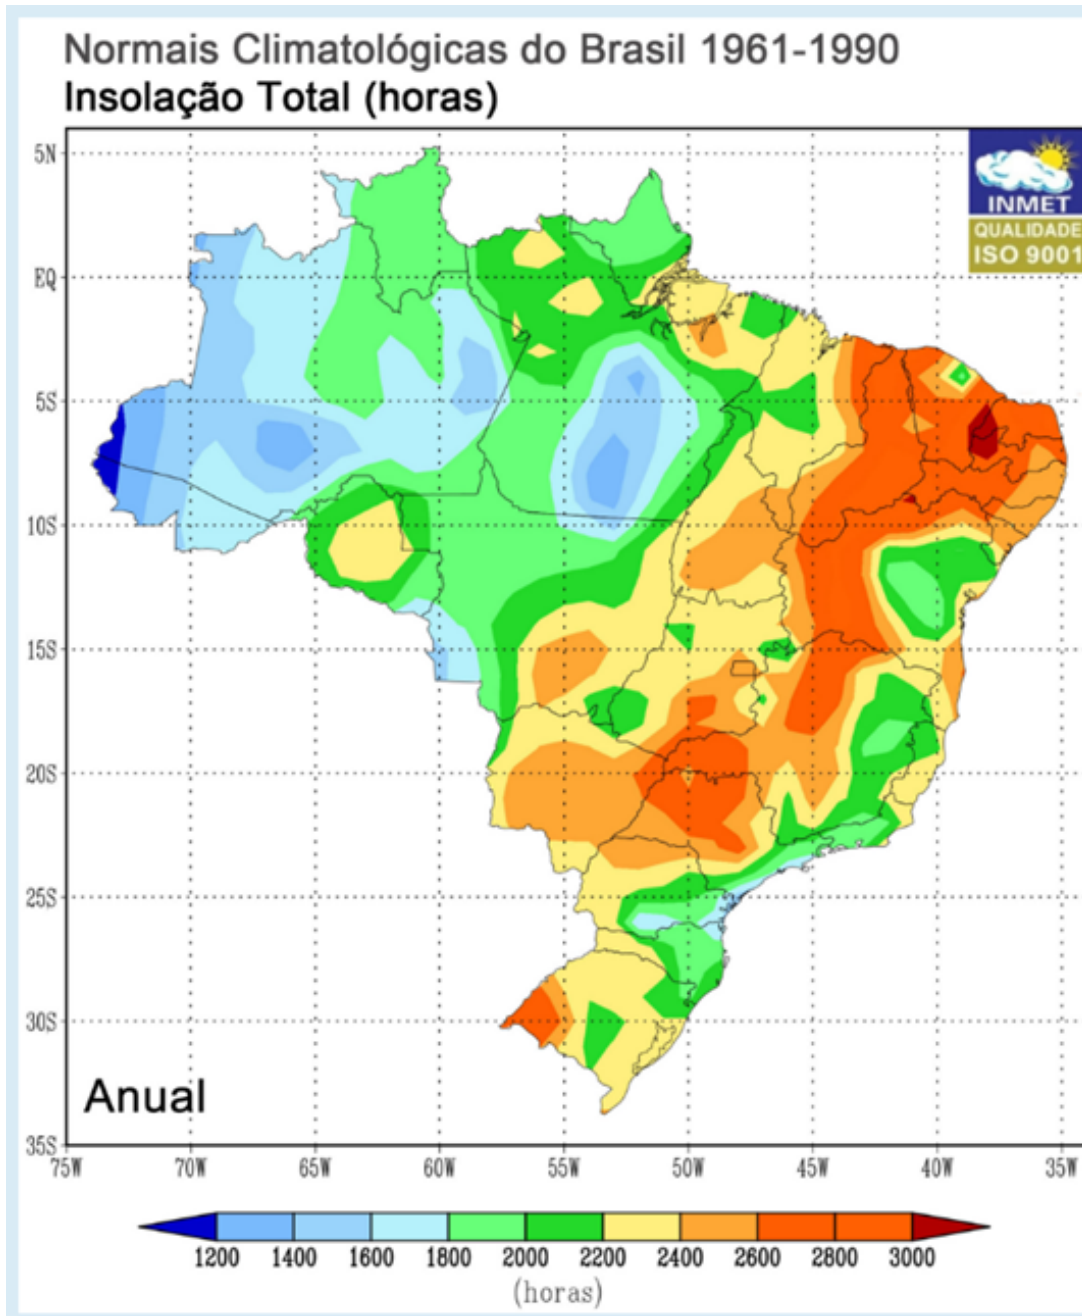 Normais Climatológicas do Brasil 1961-1990
Insolação Total (horas)
INMET
QUALIDADE
ISO 9001
5N
EQ
5S
10S
15S
20S
25S
30S
35S
Anual
75W 70W 65W 60W 55W 50W 45W 40W 35W
1200 1400 1600 1800 2000 2200 2400 2600 2800 3000
(horas)